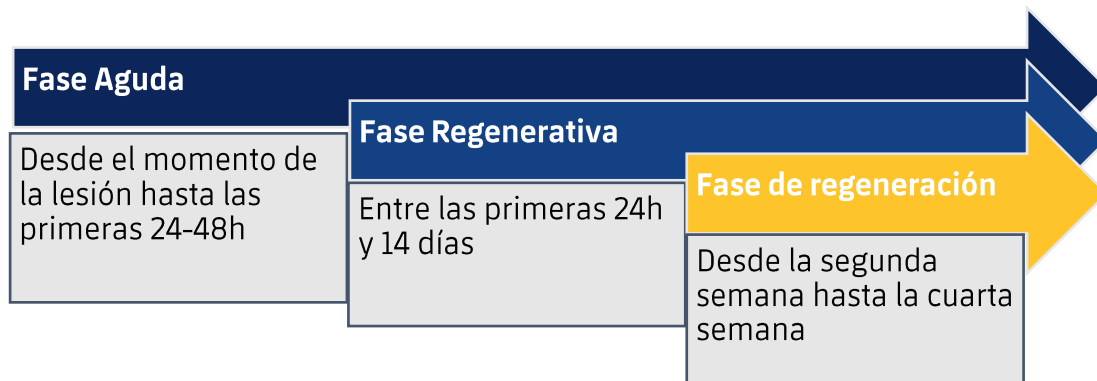 Fase Aguda
Desde el momento de
la lesión hasta las
primeras 24-48h
Fase Regenerativa
Entre las primeras 24h
y 14 días
Fase de regeneración
Desde la segunda
semana hasta la cuarta
semana